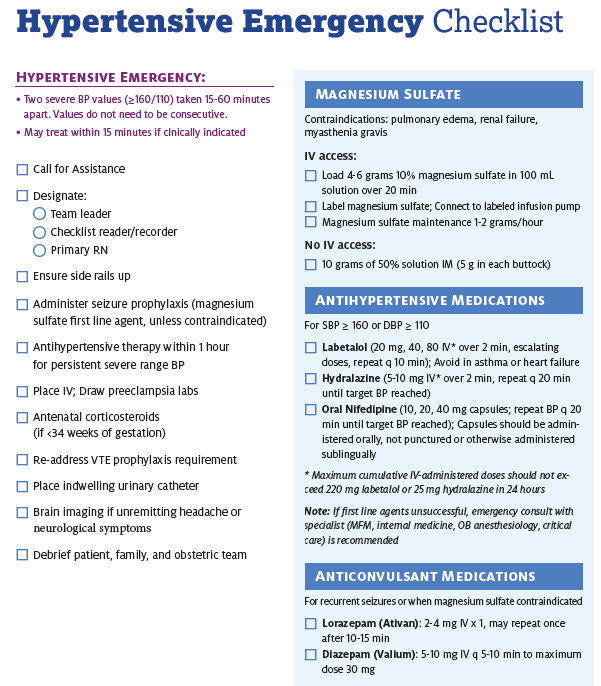 Hypertensive Emergency Checklist
HYPERTENSIVE EMERGENCY:
• Two severe BP values (≥160/110) taken 15-60 minutes
apart. Values do not need to be consecutive.
• May treat within 15 minutes if clnically indicated
Call for Assistance
Designate:
Team leader
Checklist reader/recorder
Primary RN
Ensure side rails up
Administer seizure prophylaxis (magnesium
sulfate first line agent, unless contraindicated)
Antihypertensive therapy within 1 hour
for persistent severe range BP
Place IV; Draw preeclampsia labs
Antenatal corticosteroids
(if <34 weeks of gestation)
Re-address VTE prophylaxis requirement
Place indwelling urinary catheter
Brain imaging if unremitting headache or
neurological symptoms
Debrief patient, family, and obstetric team
MAGNESIUM SULFATE
Contraindications: pulmonary edema, renal failure,
myasthenia gravis
IV access:
Load 4-6 grams 10% magnesium sulfate in 100 mL
solution over 20 min
Label magnesium sulfate; Connect to labeled infusion pump
Magnesium sulfate maintenance 1-2 grams/hour
No IV access:
10 grams of 50% solution IM (5 g in each buttock)
ANTIHYPERTENSIVE MEDICATIONS
For SBP ≥ 160 or DBP ≥ 110
Labetalol (20 mg, 40, 80 IV* over 2 min, escalating
doses, repeat q 10 min); Avoid in asthma or heart failure
Hydralazine (5-10 mg IV* over 2 min, repeat q 20 min
until target BP reached)
Oral Nifedipine (10, 20, 40 mg capsules; repeat BP q 20
min until target BP reached); Capsules should be admin-
istered orally, not punctured or otherwise administered
sublingually
* Maximum cumulative IV-administered doses should not ex-
ceed 220 mg labetalol or 25 mg hydralazine in 24 hours
Note: If first line agents unsuccessful, emergency consult with
specialist (MFM, internal medicine, OB anesthesiology, critical
care) is recommended
ANTICONVULSANT MEDICATIONS
For recurrent seizures or when magnesium sulfate contraindicated
Lorazepam (Ativan): 2-4 mg IV x 1, may repeat once
after 10-15 min
Diazepam (Valium): 5-10 mg IV q 5-10 min to maximum
dose 30 mg